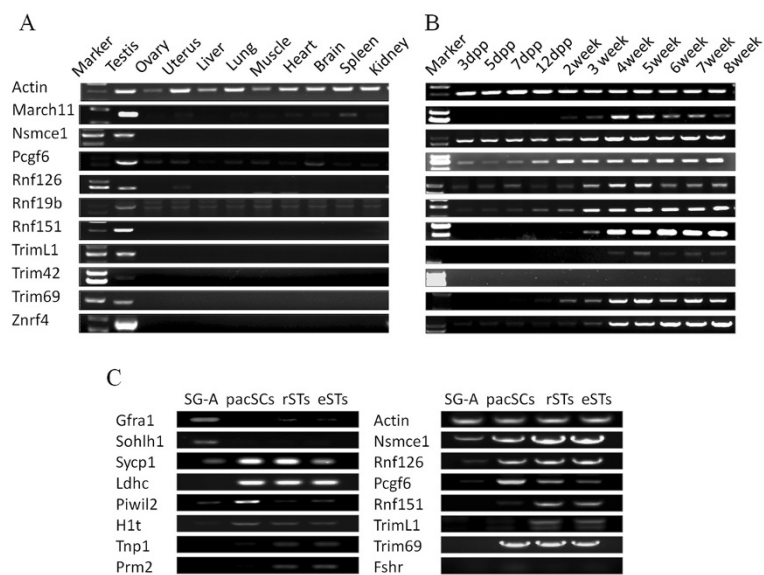 A
Marker Testis Ovary Uterus Liver Lung Muscle Heart Brain Spleen Kidney
Actin
March11
Nsmce1
Pcgf6
Rnf126
Rnf19b
Rnf151
TrimL1
Trim42
Trim69
Znrf4
B
Marker 3dpp 5dpp 7dpp 12dpp 2week 3 week 4week 5week 6week 7week 8week
C
SG-A pacSCs rSTs eSTs
Gfra1
Sohlh1
Sycp1
Ldhc
Piwil2
H1t
Tnp1
Prm2
SG-A pacSCs rSTs eSTs
Actin
Nsmce1
Rnf126
Pcgf6
Rnf151
TrimL1
Trim69
Fshr